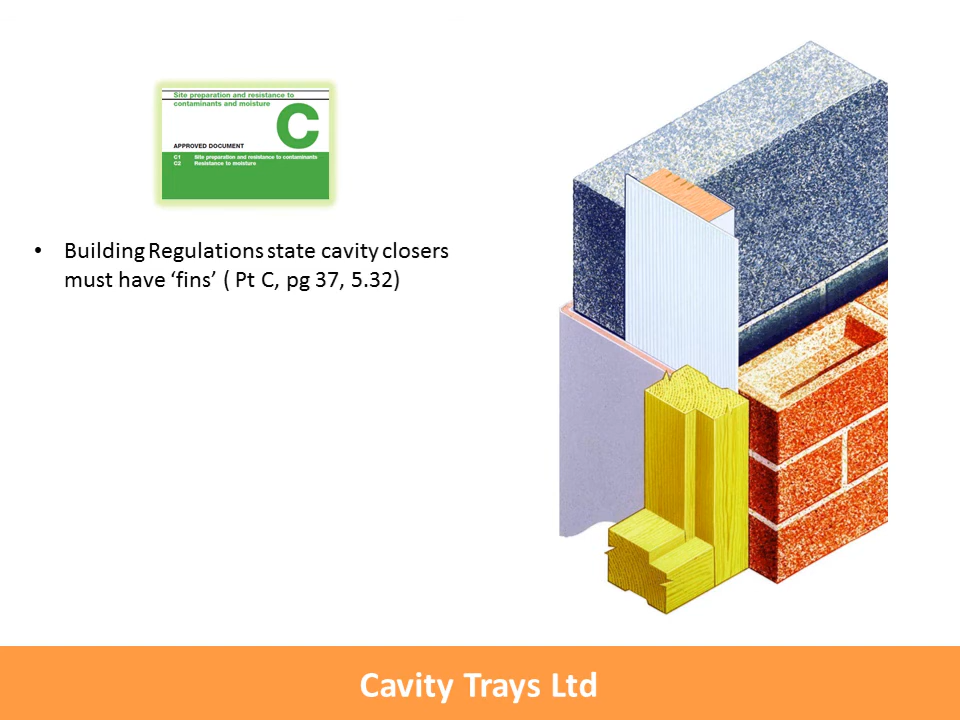 Site preparation and resistance to
contaminants and moisture
C
APPROVED DOCUMENT
C1 Site preparation and resistance to contaminants
C2 Resistance to moisture
• Building Regulations state cavity closers
must have ‘fins’ ( Pt C, pg 37, 5.32)
Cavity Trays Ltd